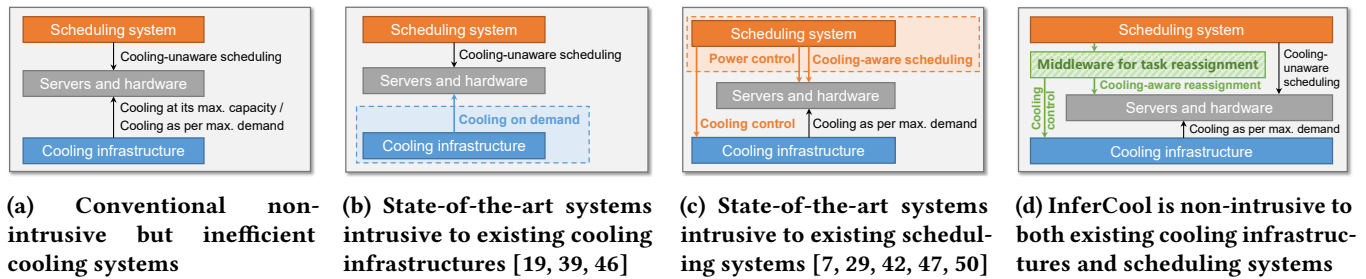 Scheduling system
Cooling-unaware scheduling
Servers and hardware
Cooling at its max. capacity /
Cooling as per max. demand
Cooling infrastructure
(a) Conventional non-
intrusive but inefficient
cooling systems
Scheduling system
Cooling-unaware scheduling
Servers and hardware
Cooling on demand
Cooling infrastructure
(b) State-of-the-art systems
intrusive to existing cooling
infrastructures [19, 39, 46]
Scheduling system
Power control
Cooling-aware scheduling
Servers and hardware
Cooling control
Cooling as per max. demand
Cooling infrastructure
(c) State-of-the-art systems
intrusive to existing schedul-
ing systems [7, 29, 42, 47, 50]
Scheduling system
Middleware for task reassignment
Cooling-
unaware
scheduling
Cooling-aware reassignment
Cooling
control
Servers and hardware
Cooling as per max. demand
Cooling infrastructure
(d) InferCool is non-intrusive to
both existing cooling infrastruc-
tures and scheduling systems